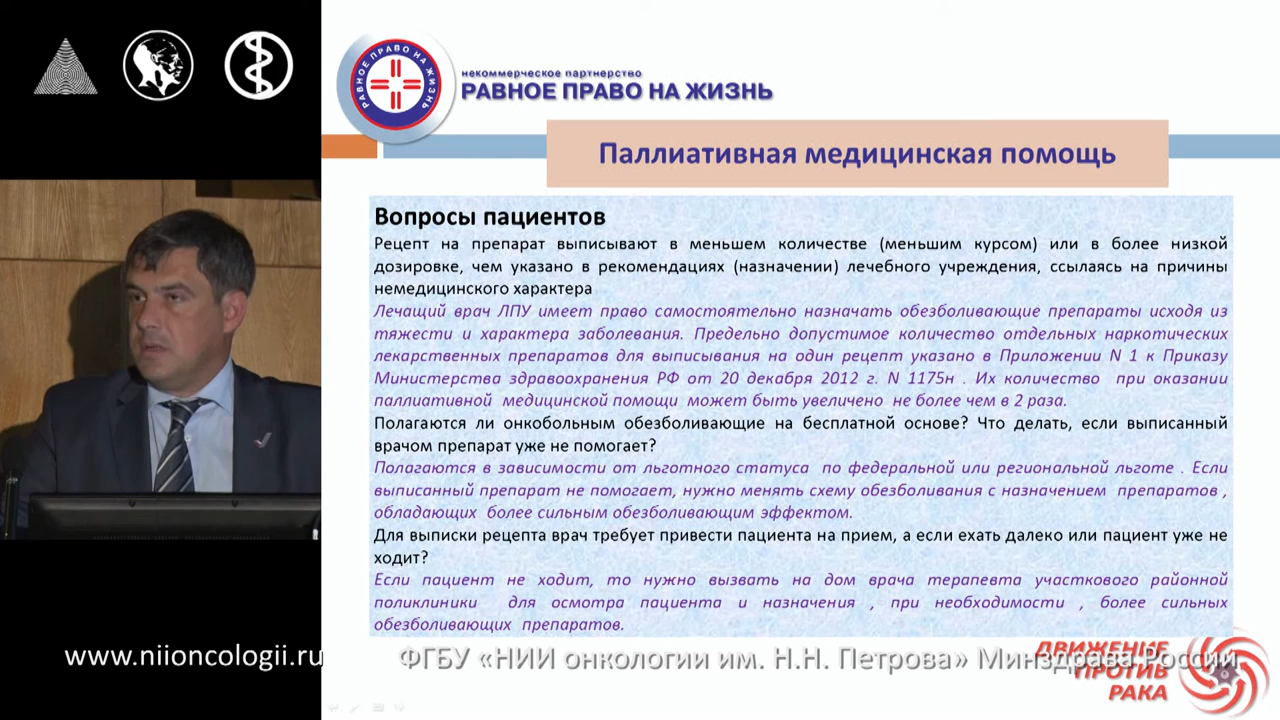 РАВНОЕ ПРАВО НА ЖИЗНЬ
некоммерческое партнерство
РАВНОЕ ПРАВО НА ЖИЗНЬ
Паллиативная медицинская помощь
Вопросы пациентов
Рецепт на препарат выписывают в меньшем количестве (меньшим курсом) или в более низкой
дозировке, чем указано в рекомендациях (назначении) лечебного учреждения, ссылаясь на причины
немедицинского характера
Лечащий врач ЛПУ имеет право самостоятельно назначать обезболивающие препараты исходя из
тяжести и характера заболевания. Предельно допустимое количество отдельных наркотических
лекарственных препаратов для выписывания на один рецепт указано в Приложении N 1 к Приказу
Министерства здравоохранения РФ от 20 декабря 2012 г. N 1175н . Их количество при оказании
паллиативной медицинской помощи может быть увеличено не более чем в 2 раза.
Полагаются ли онкобольным обезболивающие на бесплатной основе? Что делать, если выписанный
врачом препарат уже не помогает?
Полагаются в зависимости от льготного статуса по федеральной или региональной льготе . Если
выписанный препарат не помогает, нужно менять схему обезболивания с назначением препаратов ,
обладающих более сильным обезболивающим эффектом.
Для выписки рецепта врач требует привести пациента на прием, а если ехать далеко или пациент уже не
ходит?
Если пациент не ходит, то нужно вызвать на дом врача терапевта участкового районной
поликлиники для осмотра пациента и назначения , при необходимости , более сильных
обезболивающих препаратов.
www.niioncologii.ru ФГБУ «НИИ онкологии им. Н.Н. Петрова» Минздрава России
ДВИЖЕНИЕ
ПРОТИВ
РАКА